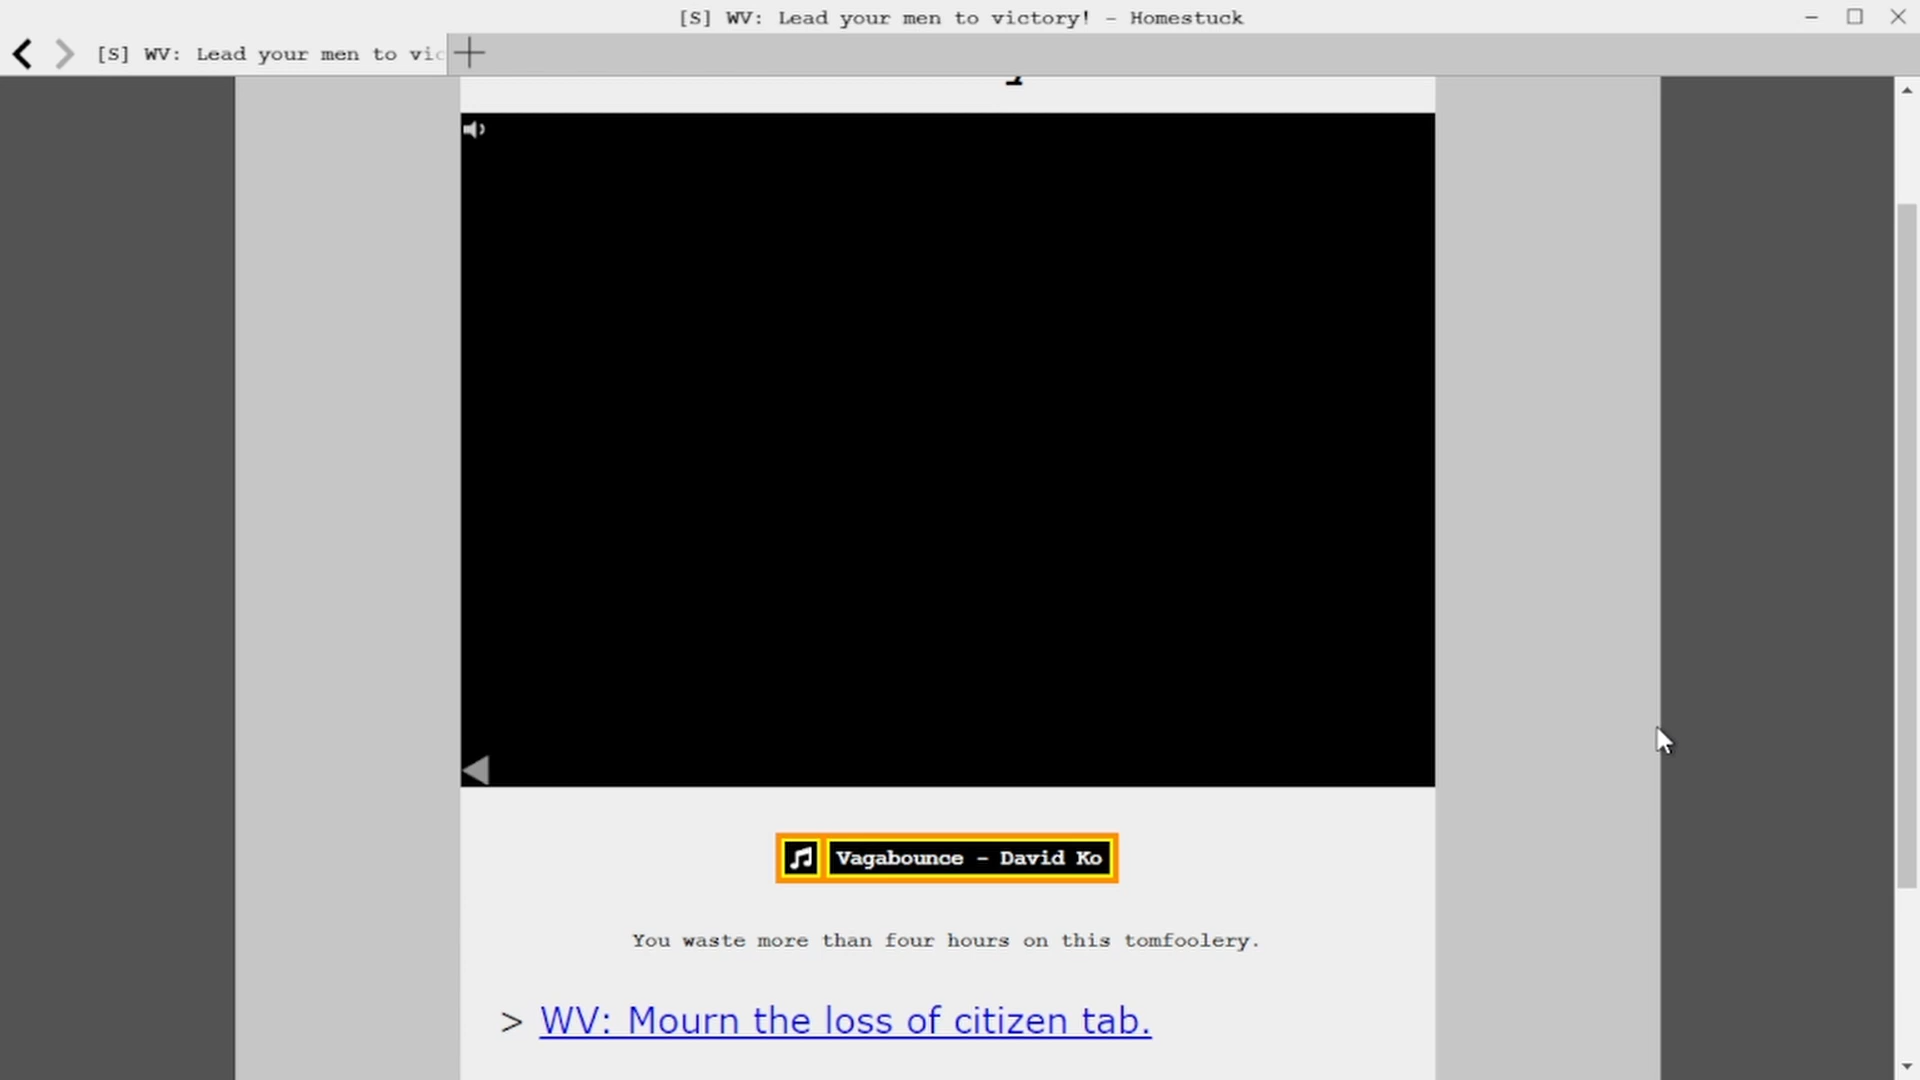 [S] WV: Lead your men to victory! - Homestuck
[S] WV: Lead your men to vic
Vagabounce - David Ko
You waste more than four hours on this tomfoolery.
> WV: Mourn the loss of citizen tab.